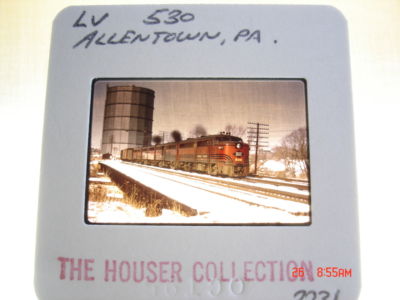 LV 530
ALLENTOWN, PA.
THE HOUSER COLLECTION
26 8:55AM